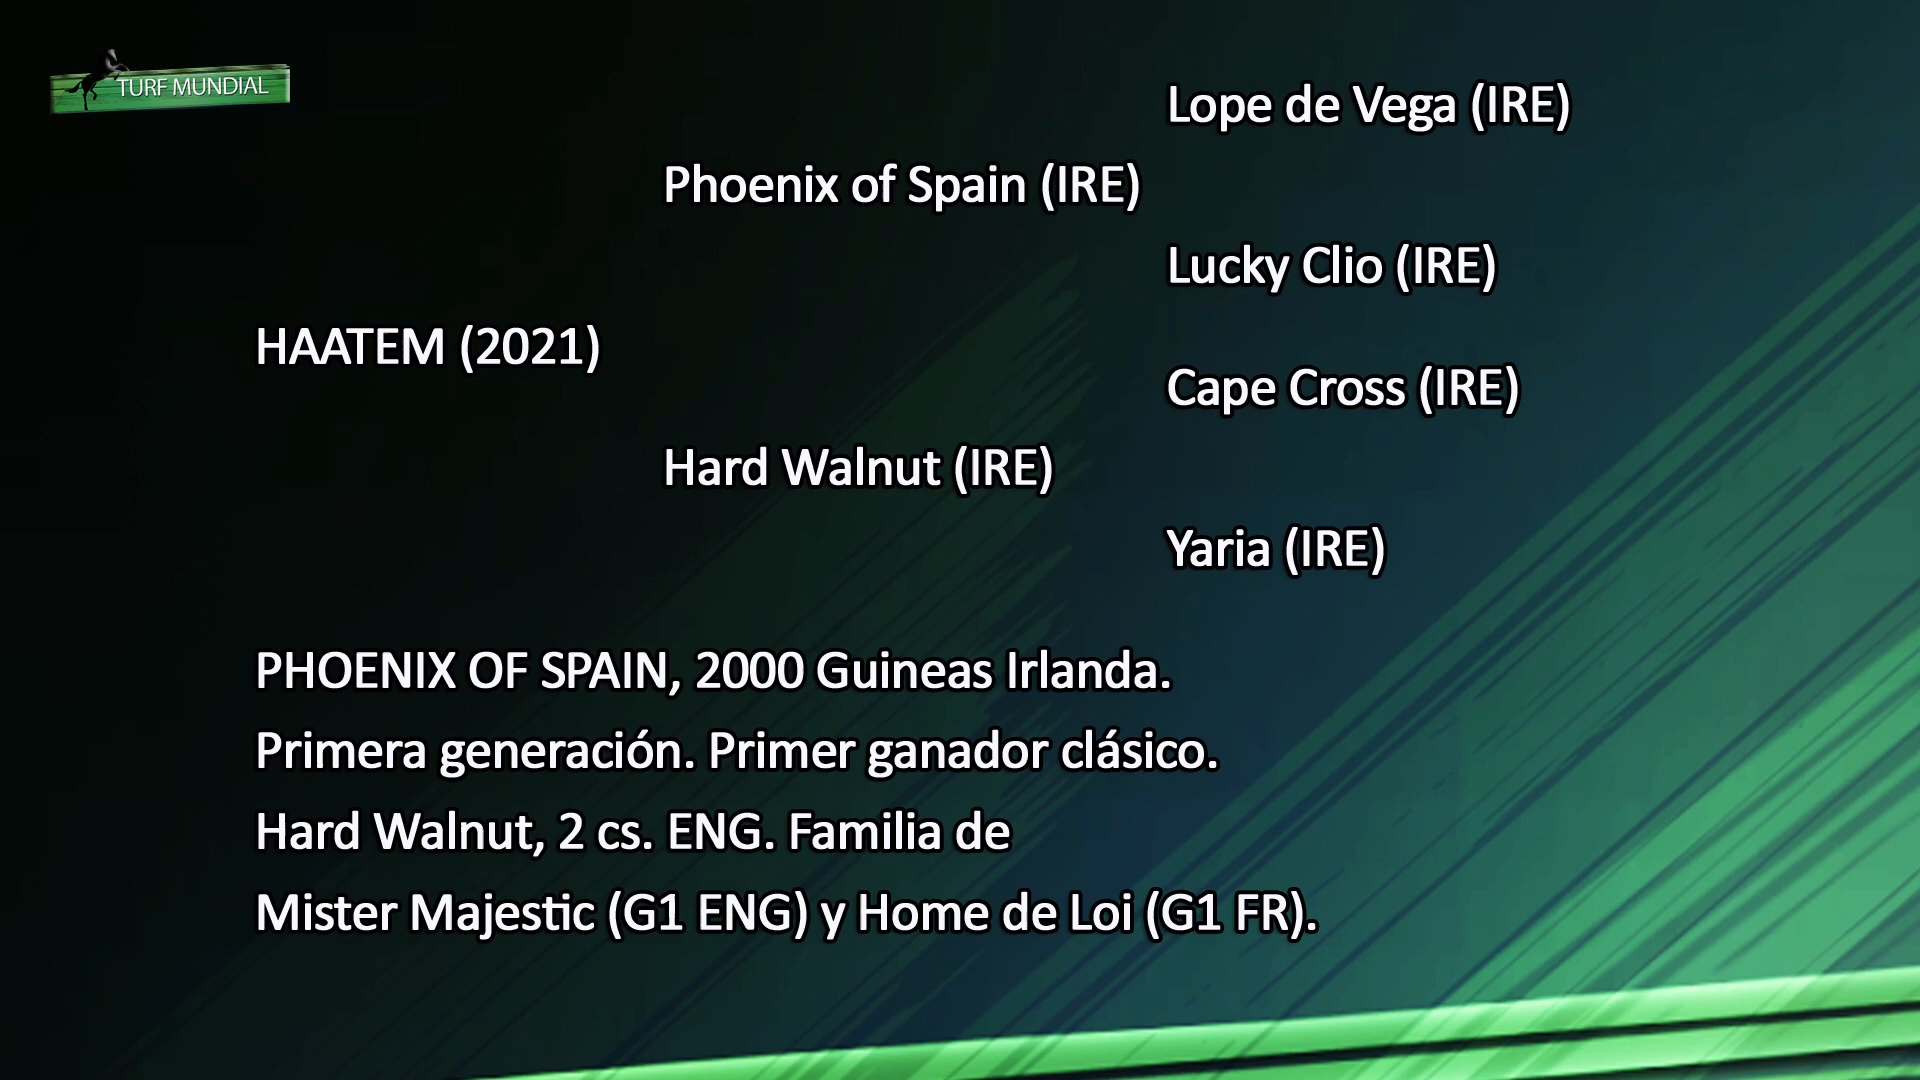 TURF MUNDIAL
Lope de Vega (IRE)
Phoenix of Spain (IRE)
Lucky Clio (IRE)
HAATEM (2021)
Cape Cross (IRE)
Hard Walnut (IRE)
Yaria (IRE)
PHOENIX OF SPAIN, 2000 Guineas Irlanda.
Primera generación. Primer ganador clásico.
Hard Walnut, 2 cs. ENG. Familia de
Mister Majestic (G1 ENG) y Home de Loi (G1 FR).